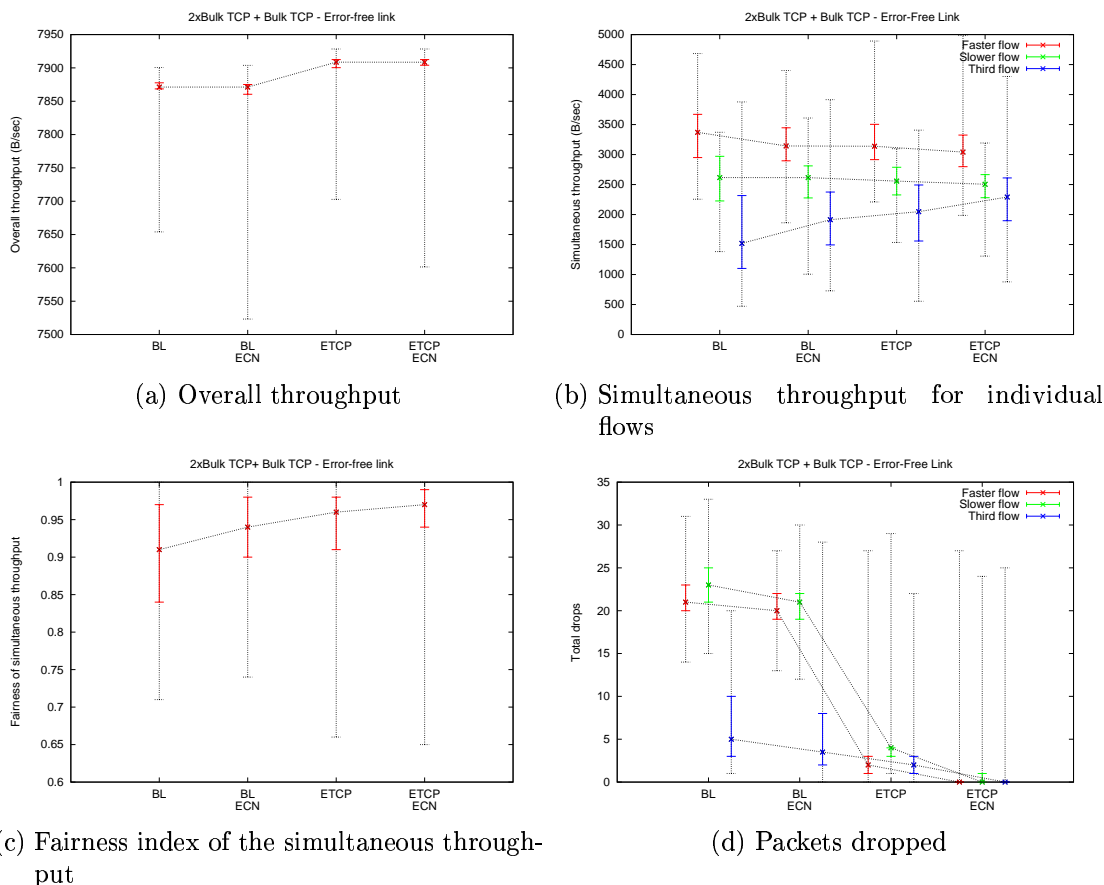 2xBulk TCP + Bulk TCP - Error-free link
7950
7900
7850
7800
7750
7700
7650
7600
7550
7500
Overall throughput (B/sec)
BL
BL
ECN
ETCP
ETCP
ECN
(a) Overall throughput
2xBulk TCP + Bulk TCP - Error-Free Link
5000
4500
4000
3500
3000
2500
2000
1500
1000
500
0
Simultaneous throughput (B/sec)
Faster flow
Slower flow
Third flow
BL
BL
ECN
ETCP
ETCP
ECN
(b) Simultaneous throughput for individual
flows
2xBulk TCP+ Bulk TCP - Error-free link
1
0.95
0.9
0.85
0.8
0.75
0.7
0.65
0.6
Fairness of simultaneous throughput
BL
BL
ECN
ETCP
ETCP
ECN
c) Fairness index of the simultaneous through-
put
2xBulk TCP + Bulk TCP - Error-Free Link
35
30
25
20
15
10
5
0
Total drops
Faster flow
Slower flow
Third flow
BL
BL
ECN
ETCP
ETCP
ECN
(d) Packets dropped